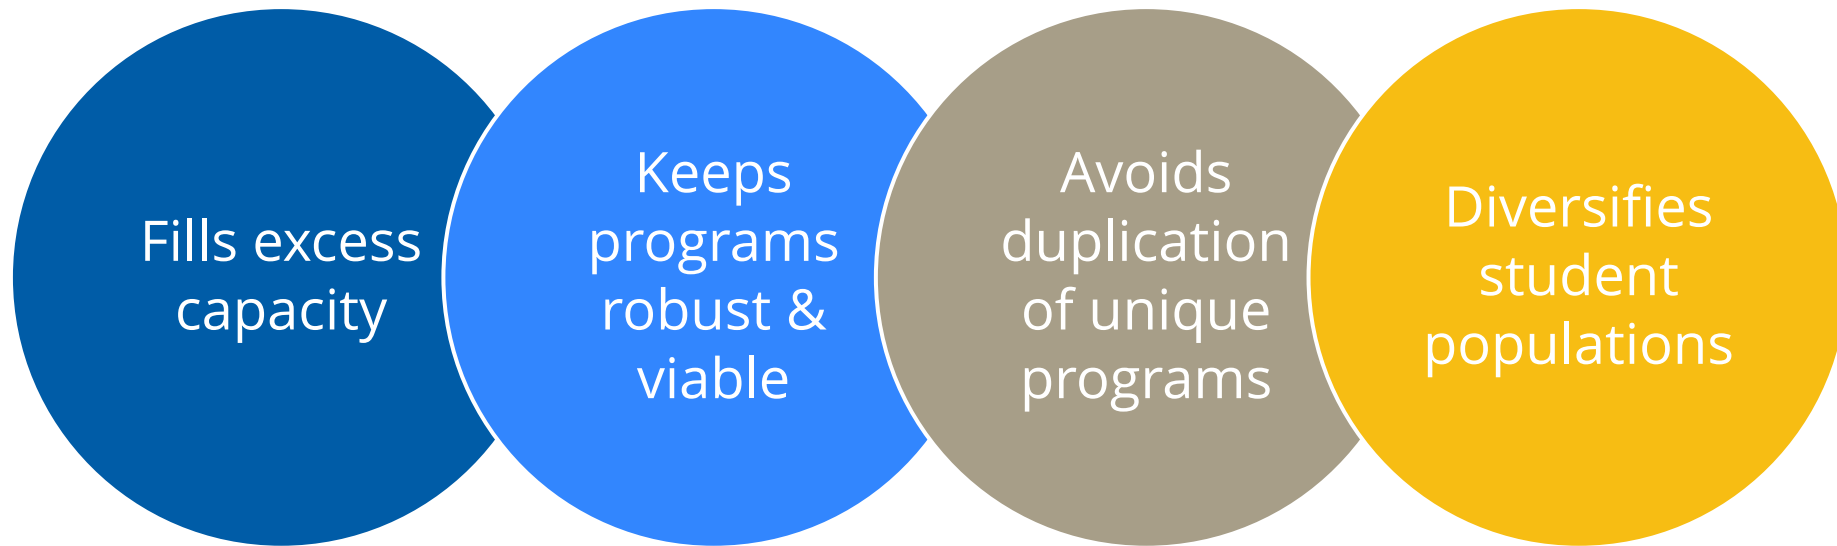 Fills excess
capacity
Keeps
programs
robust &
viable
Avoids
duplication
of unique
programs
Diversifies
student
populations